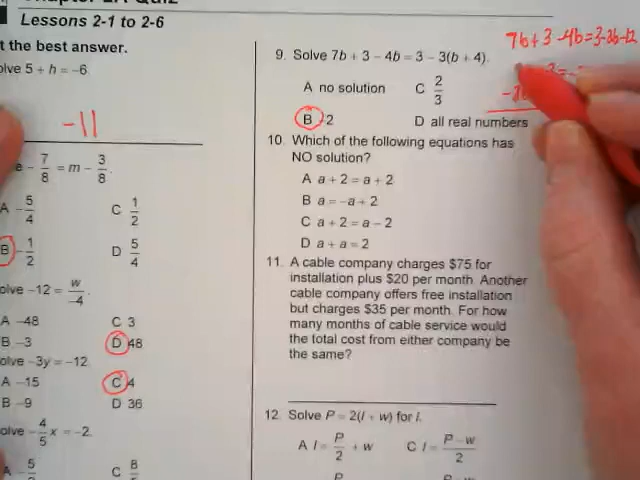 Lessons 2-1 to 2-6
t the best answer.
olve 5 + h = -6
-11
- 7/8 = m - 3/8.
A -5/4
C 1/2
B -1/2
D 5/4
olve -12 = w/-4.
A -48
C 3
B -3
D 48
olve -3y = -12
A -15
C 4
B -9
D 36
olve -4/5 x = -2.
A -5
C 8
9. Solve 7b + 3 - 4b = 3 - 3(b + 4).
A no solution
C 2/3
B -2
D all real numbers
7b+3-4b=3-3b-12
10. Which of the following equations has
NO solution?
A a + 2 = a + 2
B a = -a + 2
C a + 2 = a - 2
D a + a = 2
11. A cable company charges $75 for
installation plus $20 per month. Another
cable company offers free installation
but charges $35 per month. For how
many months of cable service would
the total cost from either company be
the same?
12. Solve P = 2(l + w) for l.
A l = P/2 + w
C l = P - w/2
P
P - w